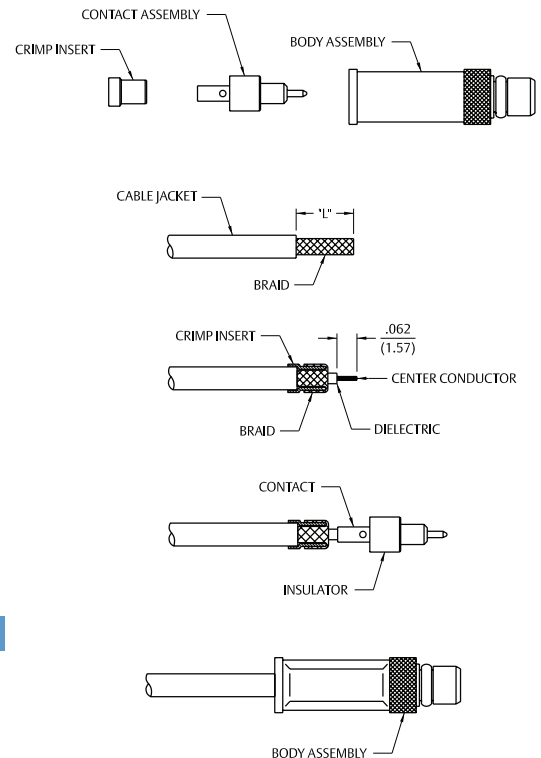 CONTACT ASSEMBLY
BODY ASSEMBLY
CRIMP INSERT
CABLE JACKET
"L"
BRAID
CRIMP INSERT
.062
(1.57)
CENTER CONDUCTOR
BRAID
DIELECTRIC
CONTACT
INSULATOR
BODY ASSEMBLY